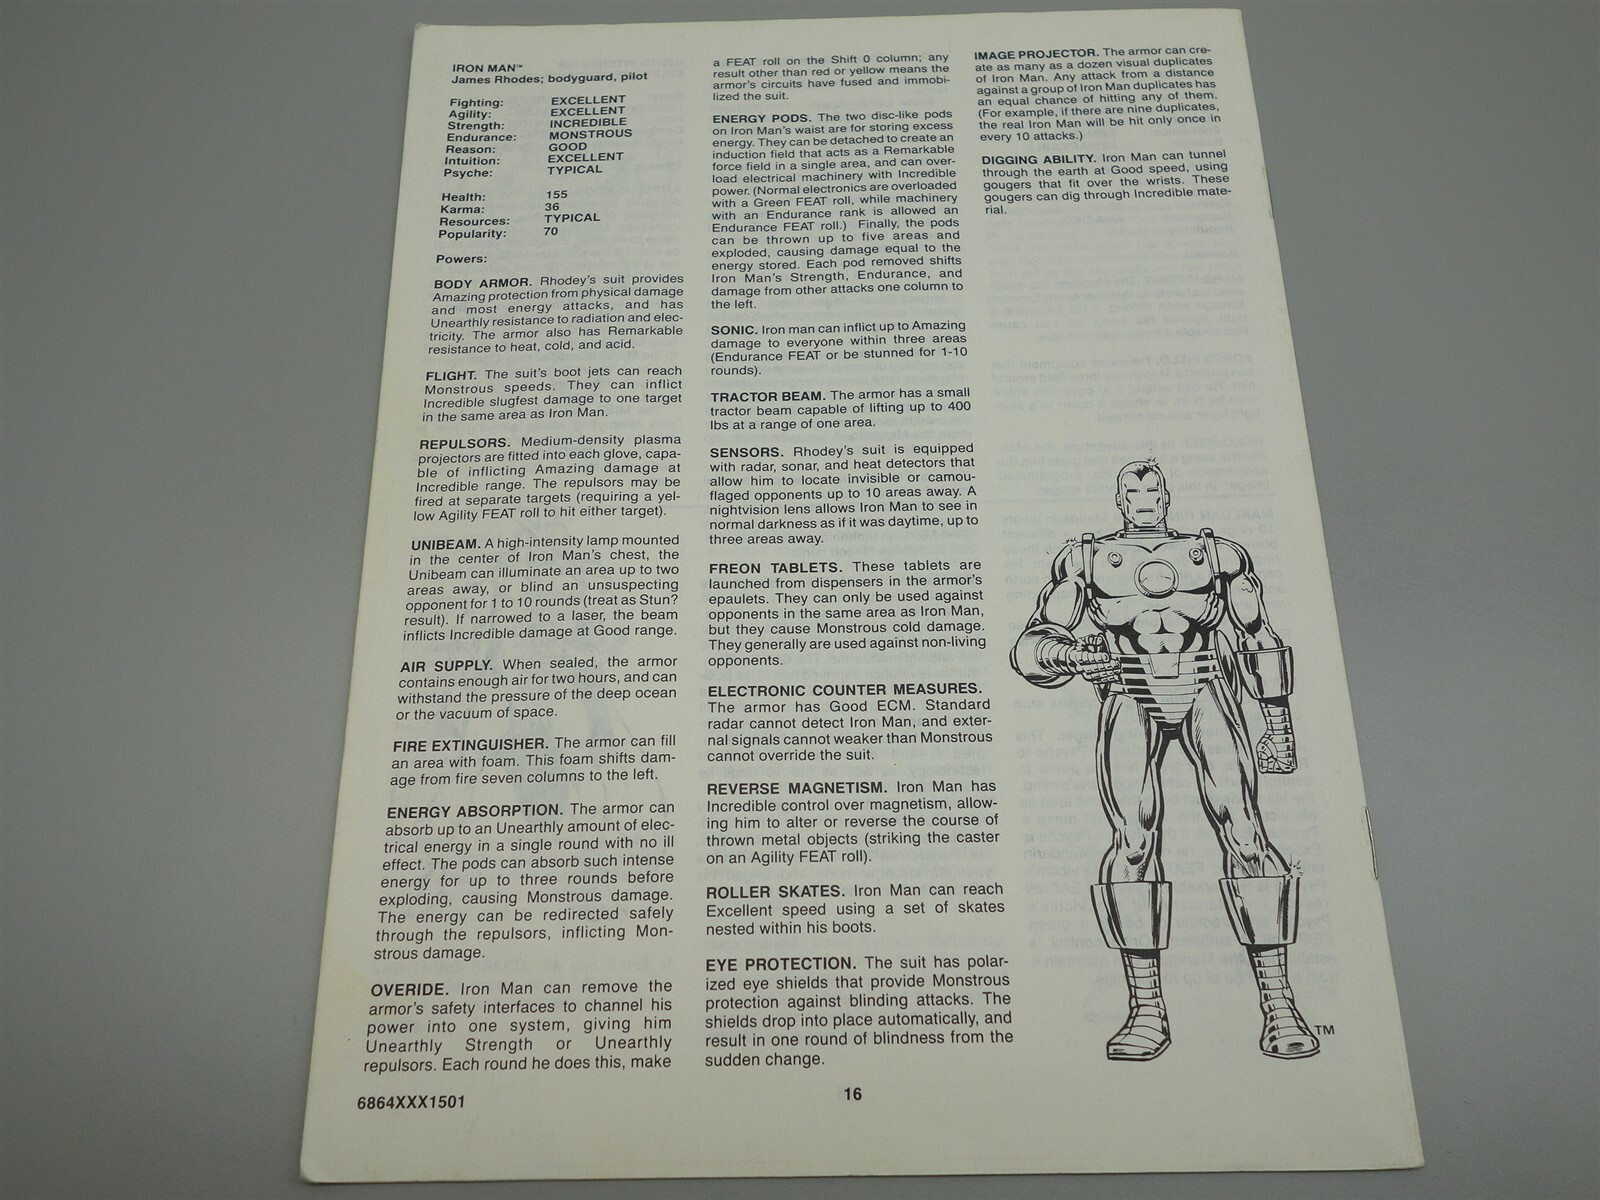 IRON MAN™
James Rhodes; bodyguard, pilot
Fighting: EXCELLENT
Agility: EXCELLENT
Strength: INCREDIBLE
Endurance: MONSTROUS
Reason: GOOD
Intuition: EXCELLENT
Psyche: TYPICAL
Health: 155
Karma: 36
Resources: TYPICAL
Popularity: 70
Powers:
BODY ARMOR. Rhodey's suit provides
Amazing protection from physical damage
and most energy attacks, and has
Unearthly resistance to radiation and elec-
tricity. The armor also has Remarkable
resistance to heat, cold, and acid.
FLIGHT. The suit's boot jets can reach
Monstrous speeds. They can inflict
Incredible slugfest damage to one target
in the same area as Iron Man.
REPULSORS. Medium-density plasma
projectors are fitted into each glove, capa-
ble of inflicting Amazing damage at
Incredible range. The repulsors may be
fired at separate targets (requiring a yel-
low Agility FEAT roll to hit either target).
UNIBEAM. A high-intensity lamp mounted
in the center of Iron Man's chest, the
Unibeam can illuminate an area up to two
areas away, or blind an unsuspecting
opponent for 1 to 10 rounds (treat as Stun?
result). If narrowed to a laser, the beam
inflicts Incredible damage at Good range.
AIR SUPPLY. When sealed, the armor
contains enough air for two hours, and can
withstand the pressure of the deep ocean
or the vacuum of space.
FIRE EXTINGUISHER. The armor can fill
an area with foam. This foam shifts dam-
age from fire seven columns to the left.
ENERGY ABSORPTION. The armor can
absorb up to an Unearthly amount of elec-
trical energy in a single round with no ill
effect. The pods can absorb such intense
energy for up to three rounds before
exploding, causing Monstrous damage.
The energy can be redirected safely
through the repulsors, inflicting Mon-
strous damage.
OVERIDE. Iron Man can remove the
armor's safety interfaces to channel his
power into one system, giving him
Unearthly Strength or Unearthly
repulsors. Each round he does this, make
a FEAT roll on the Shift 0 column; any
result other than red or yellow means the
armor's circuits have fused and immobi-
lized the suit.
ENERGY PODS. The two disc-like pods
on Iron Man's waist are for storing excess
energy. They can be detached to create an
induction field that acts as a Remarkable
force field in a single area, and can over-
load electrical machinery with Incredible
power. (Normal electronics are overloaded
with a Green FEAT roll, while machinery
with an Endurance rank is allowed an
Endurance FEAT roll.) Finally, the pods
can be thrown up to five areas and
exploded, causing damage equal to the
energy stored. Each pod removed shifts
Iron Man's Strength, Endurance, and
damage from other attacks one column to
the left.
SONIC. Iron man can inflict up to Amazing
damage to everyone within three areas
(Endurance FEAT or be stunned for 1-10
rounds).
TRACTOR BEAM. The armor has a small
tractor beam capable of lifting up to 400
lbs at a range of one area.
SENSORS. Rhodey's suit is equipped
with radar, sonar, and heat detectors that
allow him to locate invisible or camou-
flaged opponents up to 10 areas away. A
nightvision lens allows Iron Man to see in
normal darkness as if it was daytime, up to
three areas away.
FREON TABLETS. These tablets are
launched from dispensers in the armor's
epaulets. They can only be used against
opponents in the same area as Iron Man,
but they cause Monstrous cold damage.
They generally are used against non-living
opponents.
ELECTRONIC COUNTER MEASURES.
The armor has Good ECM. Standard
radar cannot detect Iron Man, and exter-
nal signals cannot weaker than Monstrous
cannot override the suit.
REVERSE MAGNETISM. Iron Man has
Incredible control over magnetism, allow-
ing him to alter or reverse the course of
thrown metal objects (striking the caster
on an Agility FEAT roll).
ROLLER SKATES. Iron Man can reach
Excellent speed using a set of skates
nested within his boots.
EYE PROTECTION. The suit has polar-
ized eye shields that provide Monstrous
protection against blinding attacks. The
shields drop into place automatically, and
result in one round of blindness from the
sudden change.
IMAGE PROJECTOR. The armor can cre-
ate as many as a dozen visual duplicates
of Iron Man. Any attack from a distance
against a group of Iron Man duplicates has
an equal chance of hitting any of them.
(For example, if there are nine duplicates,
the real Iron Man will be hit only once in
every 10 attacks.)
DIGGING ABILITY. Iron Man can tunnel
through the earth at Good speed, using
gougers that fit over the wrists. These
gougers can dig through Incredible mate-
rial.
TM
6864XXX1501
16